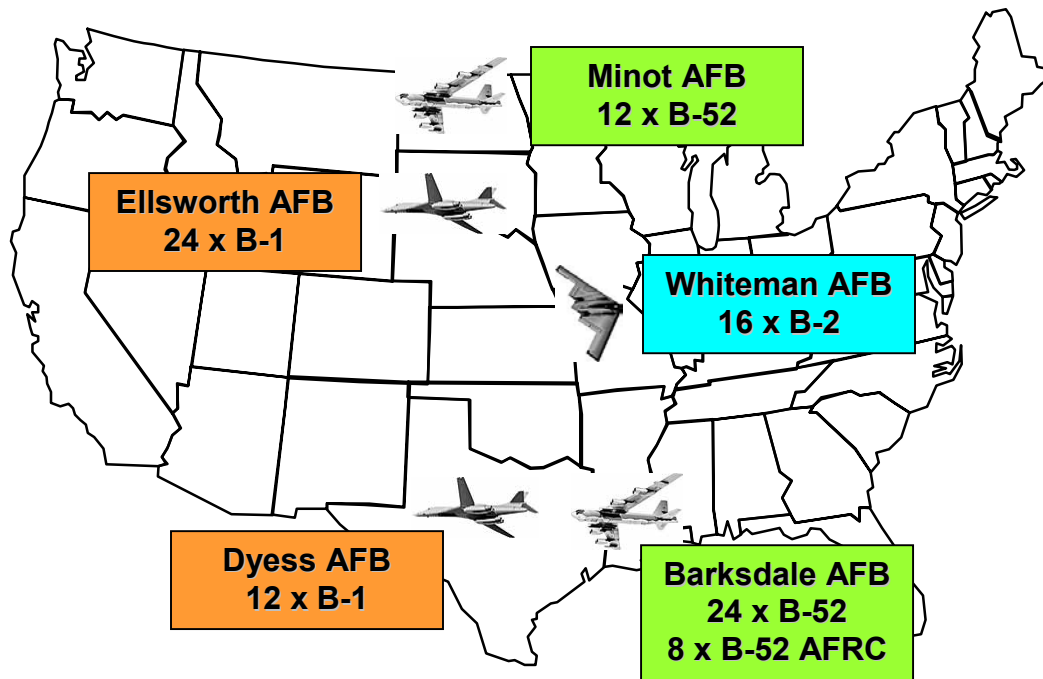 Minot AFB
12 x B-52
Ellsworth AFB
24 x B-1
Whiteman AFB
16 x B-2
Dyess AFB
12 x B-1
Barksdale AFB
24 x B-52
8 x B-52 AFRC